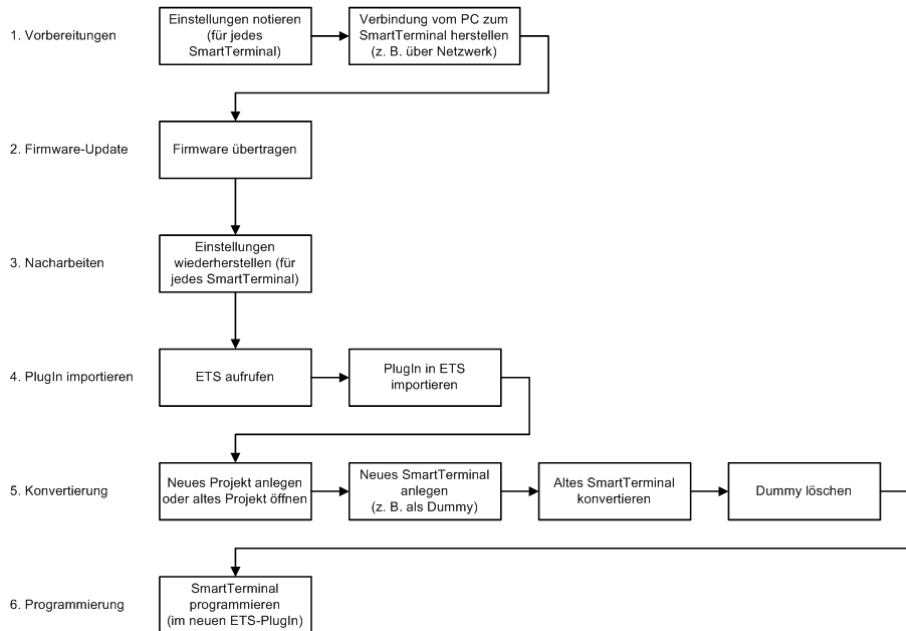 1. Vorbereitungen
Einstellungen notieren
(für jedes
SmartTerminal)
Verbindung vom PC zum
SmartTerminal herstellen
(z. B. über Netzwerk)
2. Firmware-Update
Firmware übertragen
3. Nacharbeiten
Einstellungen
wiederherstellen (für
jedes SmartTerminal)
4. PlugIn importieren
ETS aufrufen
PlugIn in ETS
importieren
5. Konvertierung
Neues Projekt anlegen
oder altes Projekt öffnen
Neues SmartTerminal
anlegen
(z. B. als Dummy)
Altes SmartTerminal
konvertieren
Dummy löschen
6. Programmierung
SmartTerminal
programmieren
(im neuen ETS-PlugIn)